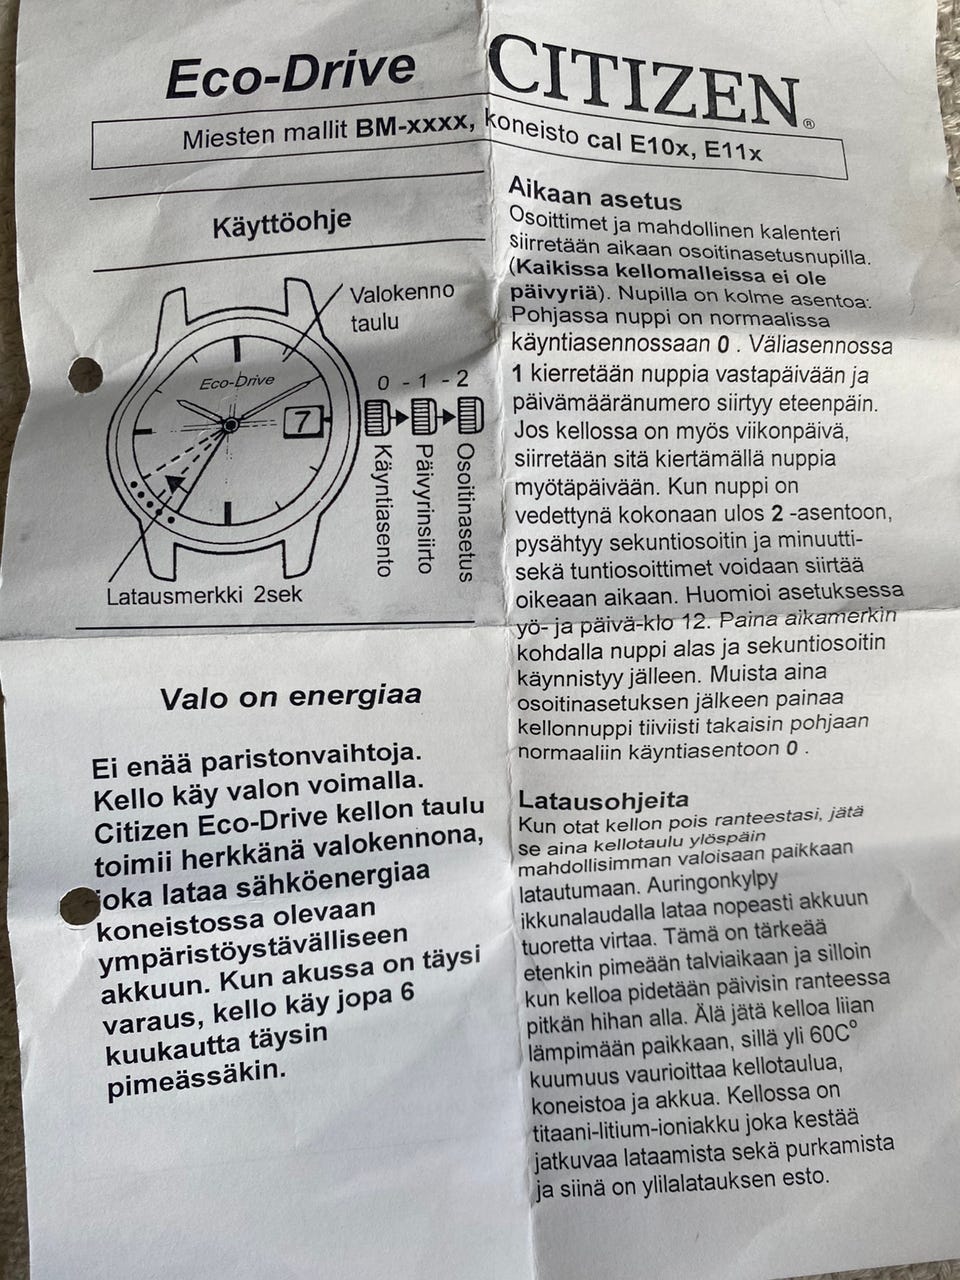 Eco-Drive CITIZEN®
Miesten mallit BM-xxxx, koneisto cal E10x, E11x
Käyttöohje
Valokenno
taulu
Eco-Drive
7
0 - 1 - 2
Käyntiasento
Päivyrinsiirto
Osoitinasetus
Latausmerkki 2sek
Valo on energiaa
Ei enää paristonvaihtoja.
Kello käy valon voimalla.
Citizen Eco-Drive kellon taulu
toimii herkkänä valokennona,
joka lataa sähköenergiaa
koneistossa olevaan
ympäristöystävälliseen
akkuun. Kun akussa on täysi
varaus, kello käy jopa 6
kuukautta täysin
pimeässäkin.
Aikaan asetus
Osoittimet ja mahdollinen kalenteri
siirretään aikaan osoitinasetusnupilla.
(Kaikissa kellomalleissa ei ole
päivyriä). Nupilla on kolme asentoa:
Pohjassa nuppi on normaalissa
käyntiasennossaan 0 . Väliasennossa
1 kierretään nuppia vastapäivään ja
päivämääränumero siirtyy eteenpäin.
Jos kellossa on myös viikonpäivä,
siirretään sitä kiertämällä nuppia
myötäpäivään. Kun nuppi on
vedettynä kokonaan ulos 2 -asentoon,
pysähtyy sekuntiosoitin ja minuutti-
sekä tuntiosoittimet voidaan siirtää
oikeaan aikaan. Huomioi asetuksessa
yö- ja päivä-klo 12. Paina aikamerkin
kohdalla nuppi alas ja sekuntiosoitin
käynnistyy jälleen. Muista aina
osoitinasetuksen jälkeen painaa
kellonnuppi tiiviisti takaisin pohjaan
normaaliin käyntiasentoon 0 .
Latausohjeita
Kun otat kellon pois ranteestasi, jätä
se aina kellotaulu ylöspäin
mahdollisimman valoisaan paikkaan
latautumaan. Auringonkylpy
ikkunalaudalla lataa nopeasti akkuun
tuoretta virtaa. Tämä on tärkeää
etenkin pimeään talviaikaan ja silloin
kun kelloa pidetään päivisin ranteessa
pitkän hihan alla. Älä jätä kelloa liian
lämpimään paikkaan, sillä yli 60C°
kuumuus vaurioittaa kellotaulua,
koneistoa ja akkua. Kellossa on
titaani-litium-ioniakku joka kestää
jatkuvaa lataamista sekä purkamista
ja siinä on ylilalatauksen esto.